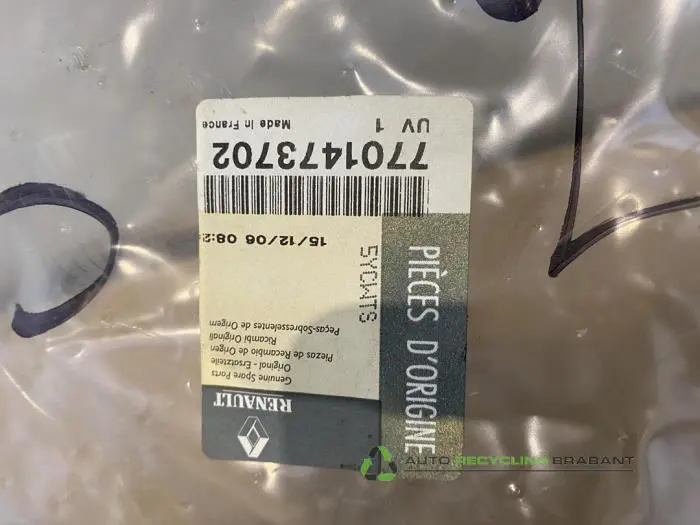 RENAULT
Genuine Spare Parts
Original - Ersatzteile
Piezas de Recambio de Origen
Ricambi Originali
Peças-Sobresselentes de Origem
PIÈCES D'ORIGINE
5YCWTS
15/12/06 08:2
7701473702
UV 1
Made in France
AUTO RECYCLING BRABANT